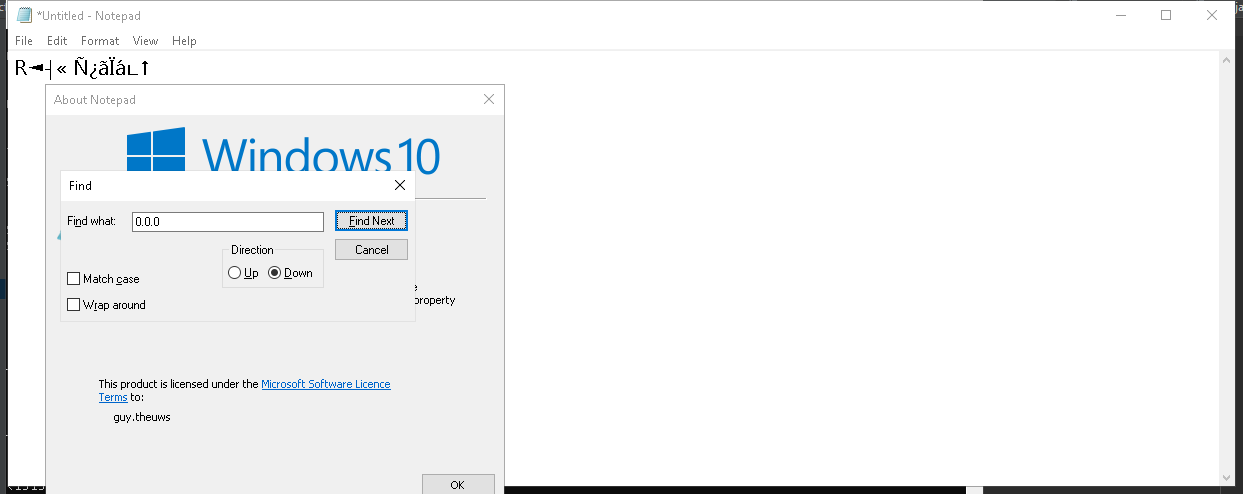 *Untitled - Notepad
File Edit Format View Help
R◄┤« Ñ¿ãÏá∟↑
About Notepad
Windows 10
Find
Find what: 0.0.0 Find Next
Cancel
Direction
Up Down
Match case
Wrap around
property
This product is licensed under the Microsoft Software Licence
Terms to:
guy.theuws
OK